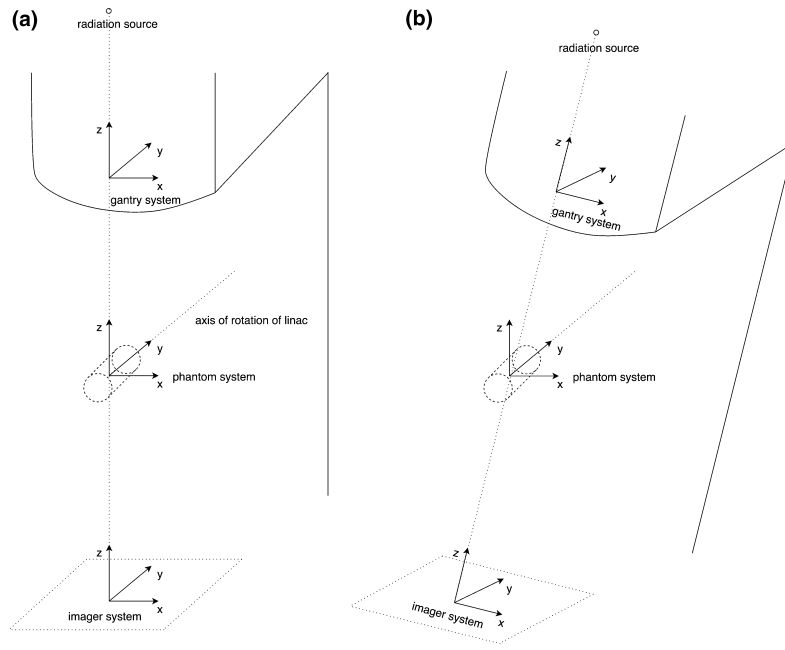 (a)
radiation source
z
y
x
gantry system
axis of rotation of linac
z
y
x
phantom system
z
y
x
imager system
(b)
radiation source
z
y
x
gantry system
z
y
x
phantom system
z
y
x
imager system